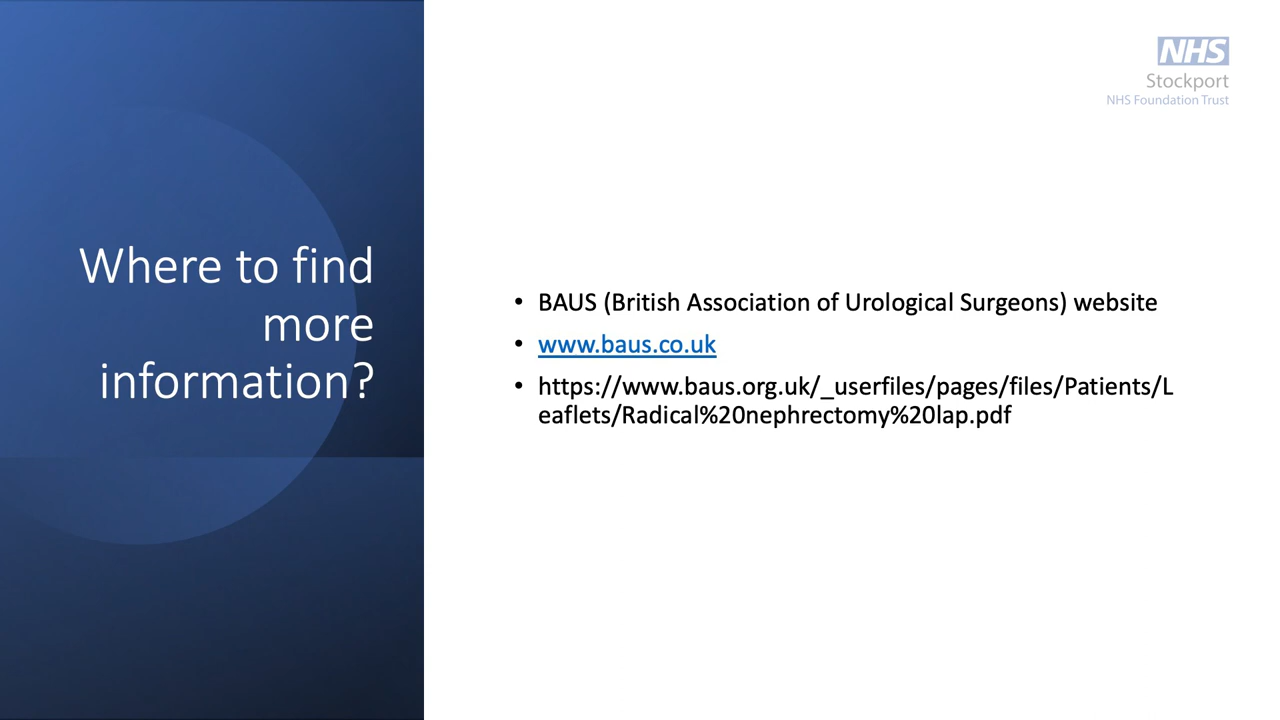 NHS
Stockport
NHS Foundation Trust
Where to find
more
information?
• BAUS (British Association of Urological Surgeons) website
• www.baus.co.uk
• https://www.baus.org.uk/_userfiles/pages/files/Patients/L
eaflets/Radical%20nephrectomy%20lap.pdf